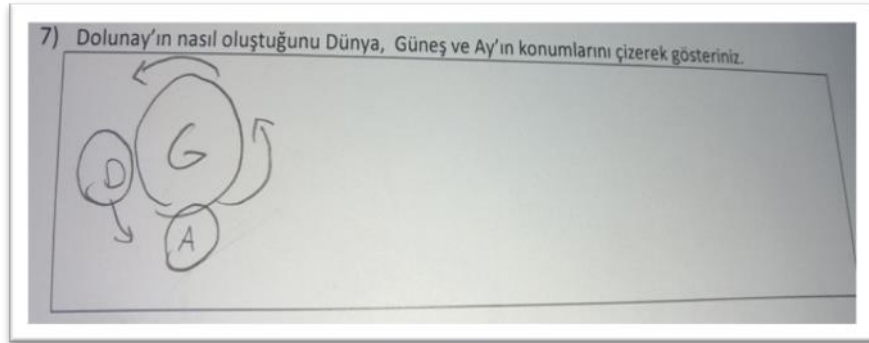 7) Dolunay'ın nasıl oluştuğunu Dünya, Güneş ve Ay'ın konumlarını çizerek gösteriniz.
G
D
A